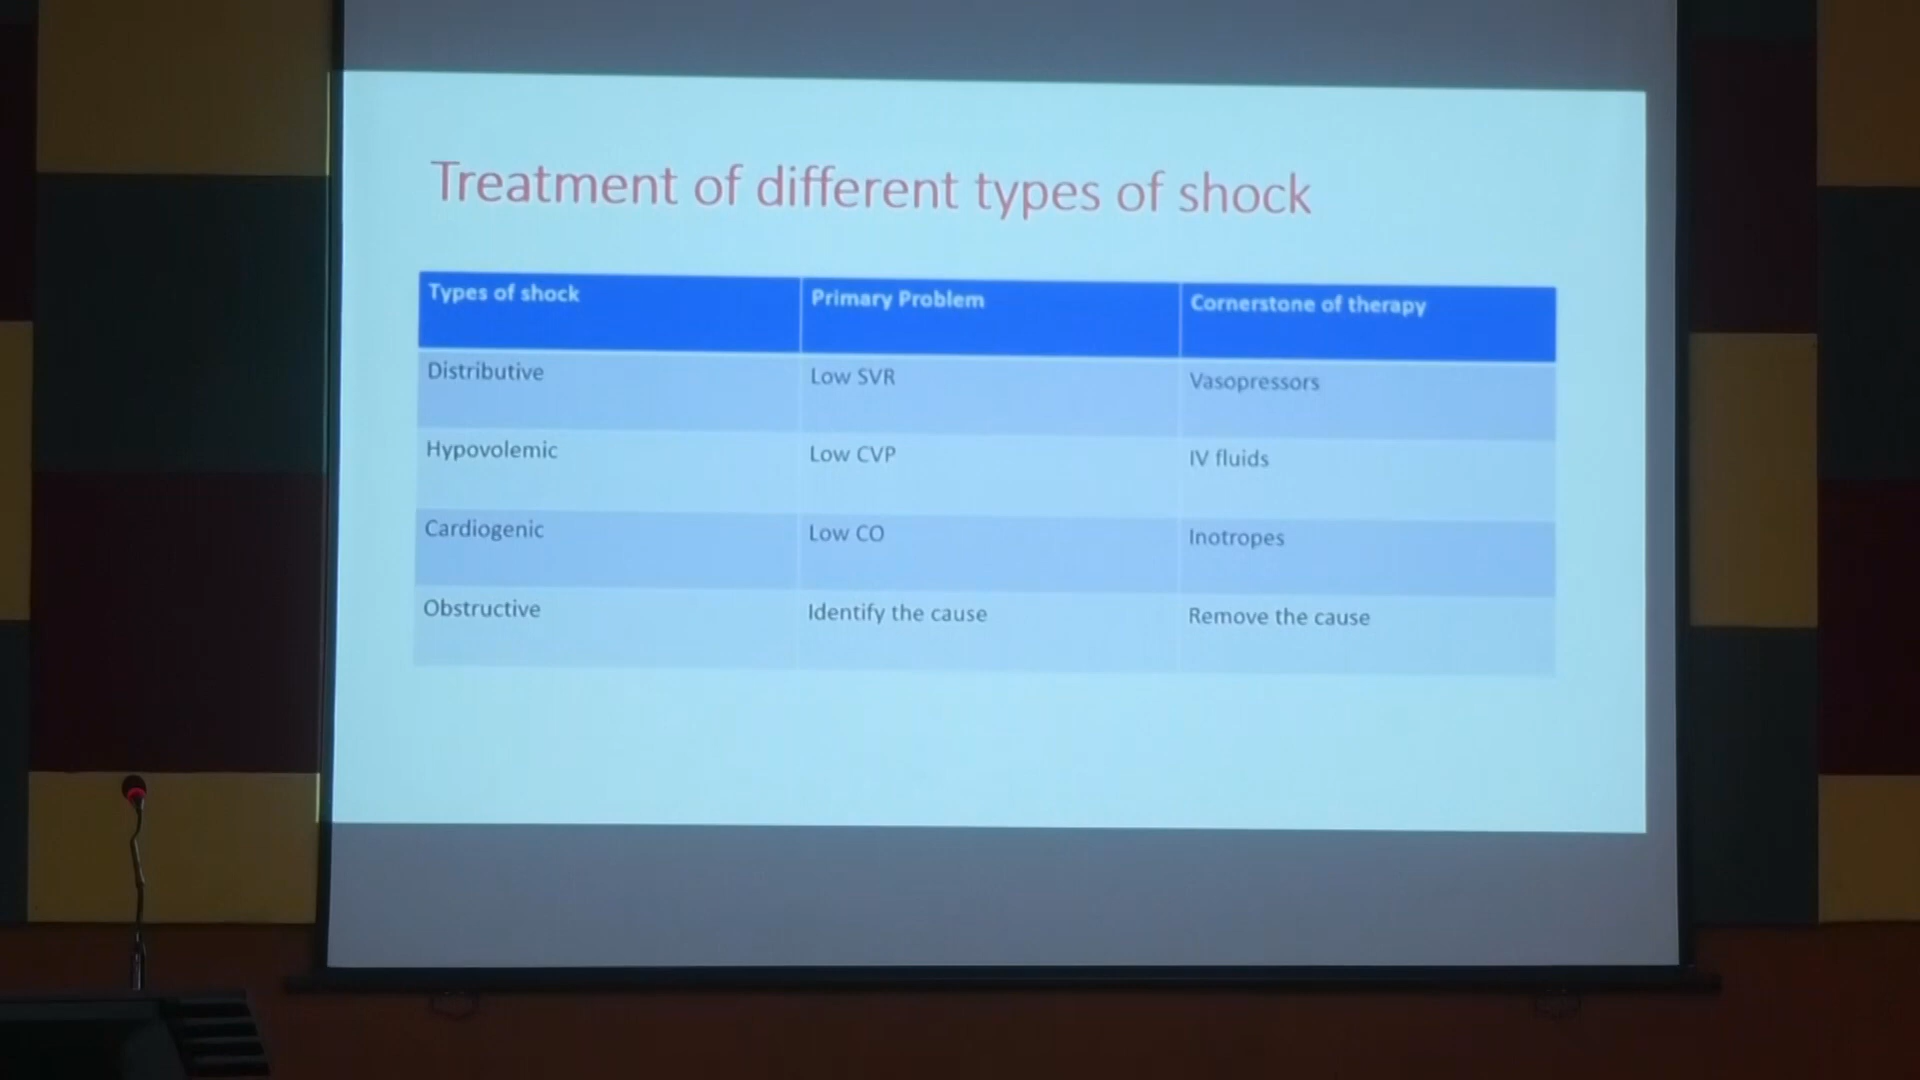 Treatment of different types of shock
Types of shock Primary Problem Cornerstone of therapy
Distributive Low SVR Vasopressors
Hypovolemic Low CVP IV fluids
Cardiogenic Low CO Inotropes
Obstructive Identify the cause Remove the cause